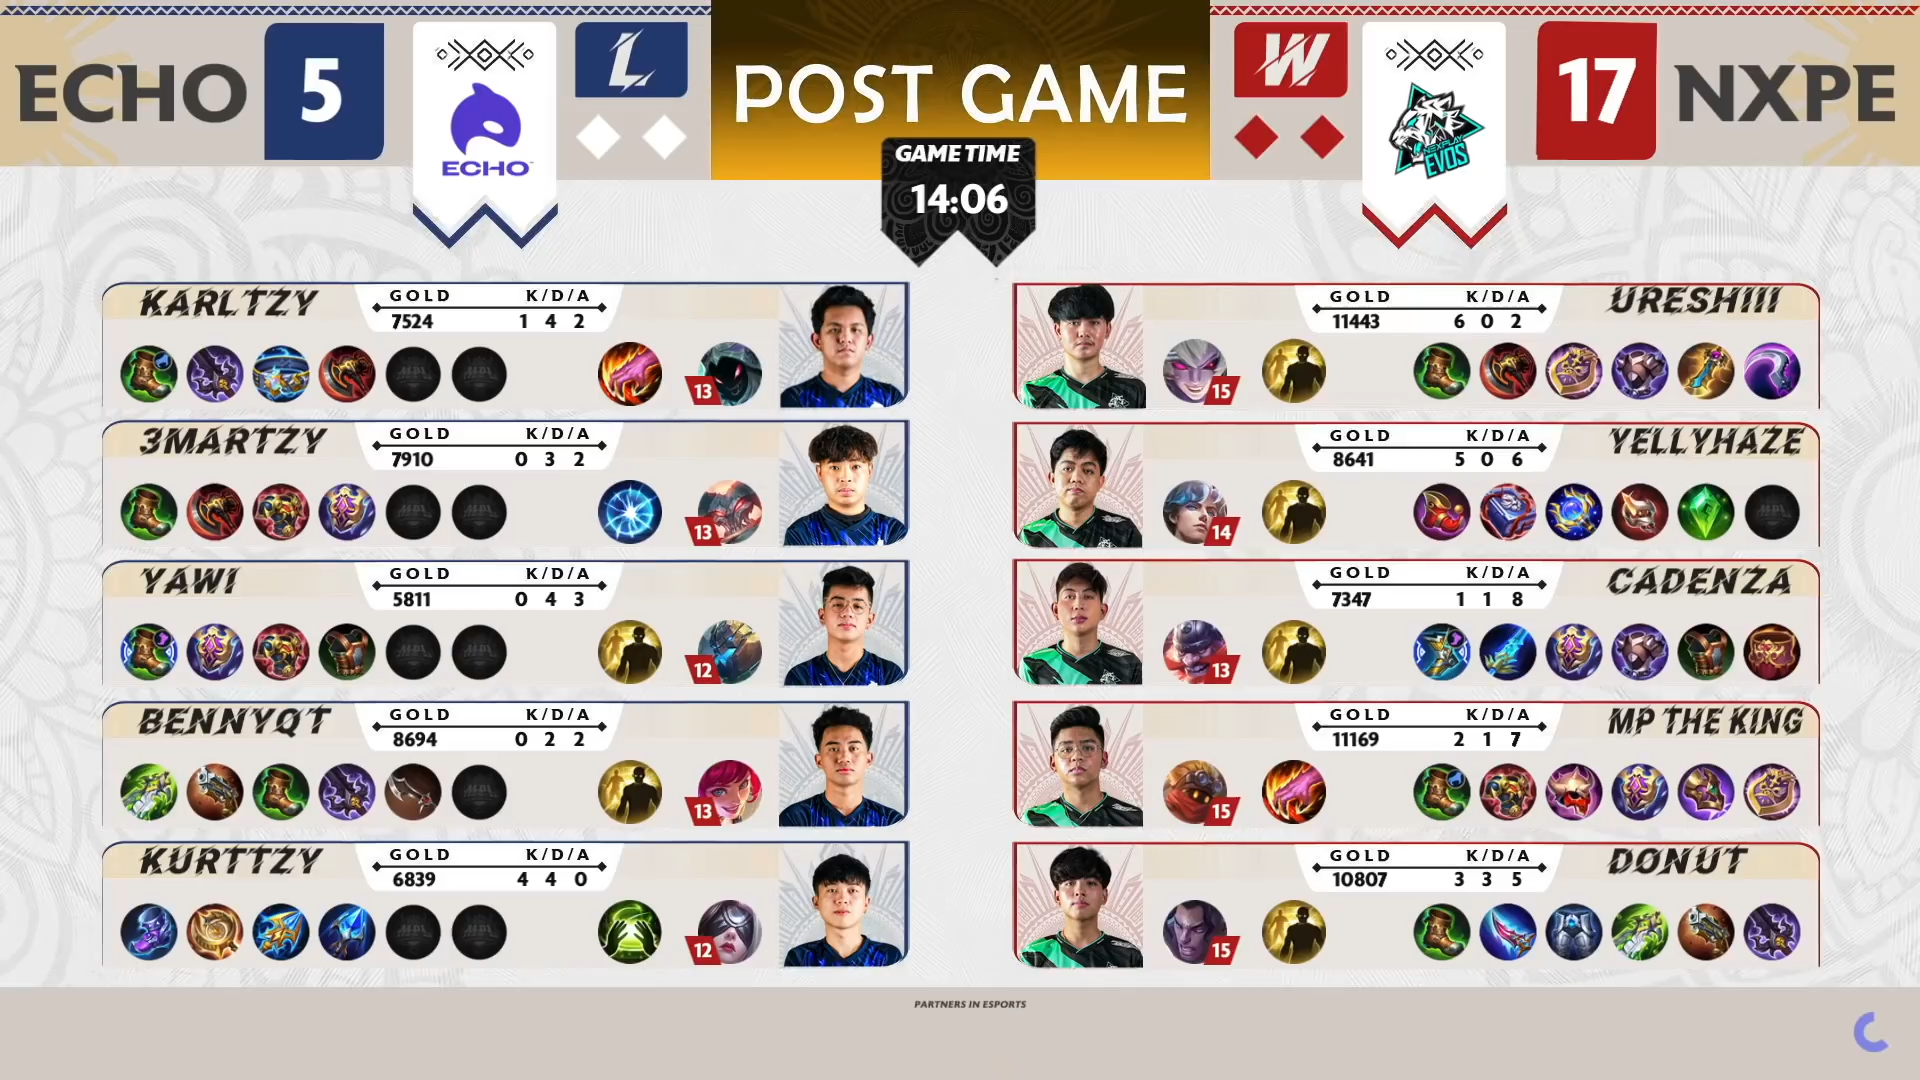 ECHO
5
ECHO
L
POST GAME
GAME TIME
14:06
W
NEXPLAY
EVOS
17
NXPE
KARLTZY
GOLD K/D/A
7524 1 4 2
13
3MARTZY
GOLD K/D/A
7910 0 3 2
13
YAWI
GOLD K/D/A
5811 0 4 3
12
BENNYQT
GOLD K/D/A
8694 0 2 2
13
KURTTZY
GOLD K/D/A
6839 4 4 0
12
GOLD K/D/A
URESHIII
11443 6 0 2
15
GOLD K/D/A
YELLYHAZE
8641 5 0 6
14
GOLD K/D/A
CADENZA
7347 1 1 8
13
GOLD K/D/A
MP THE KING
11169 2 1 7
15
GOLD K/D/A
DONUT
10807 3 3 5
15
PARTNERS IN ESPORTS